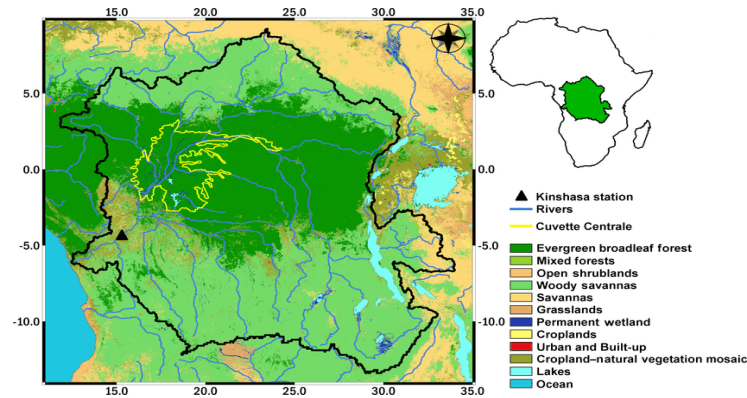 15.0 20.0 25.0 30.0 35.0
5.0 5.0
0.0 0.0
-5.0 -5.0
-10.0 -10.0
15.0 20.0 25.0 30.0 35.0
Kinshasa station
Rivers
Cuvette Centrale
Evergreen broadleaf forest
Mixed forests
Open shrublands
Woody savannas
Savannas
Grasslands
Permanent wetland
Croplands
Urban and Built-up
Cropland–natural vegetation mosaic
Lakes
Ocean